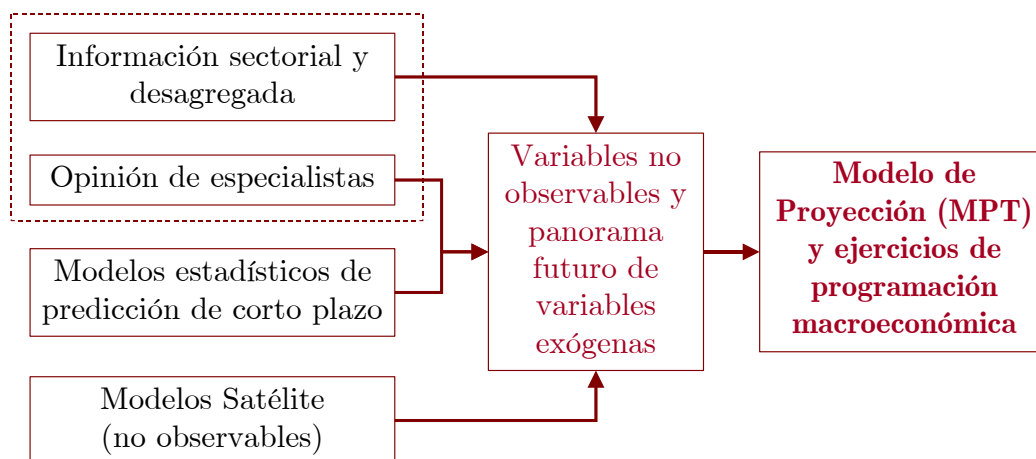 Información sectorial y
desagregada
Opinión de especialistas
Modelos estadísticos de
predicción de corto plazo
Modelos Satélite
(no observables)
Variables no
observables y
panorama
futuro de
variables
exógenas
Modelo de
Proyección (MPT)
y ejercicios de
programación
macroeconómica